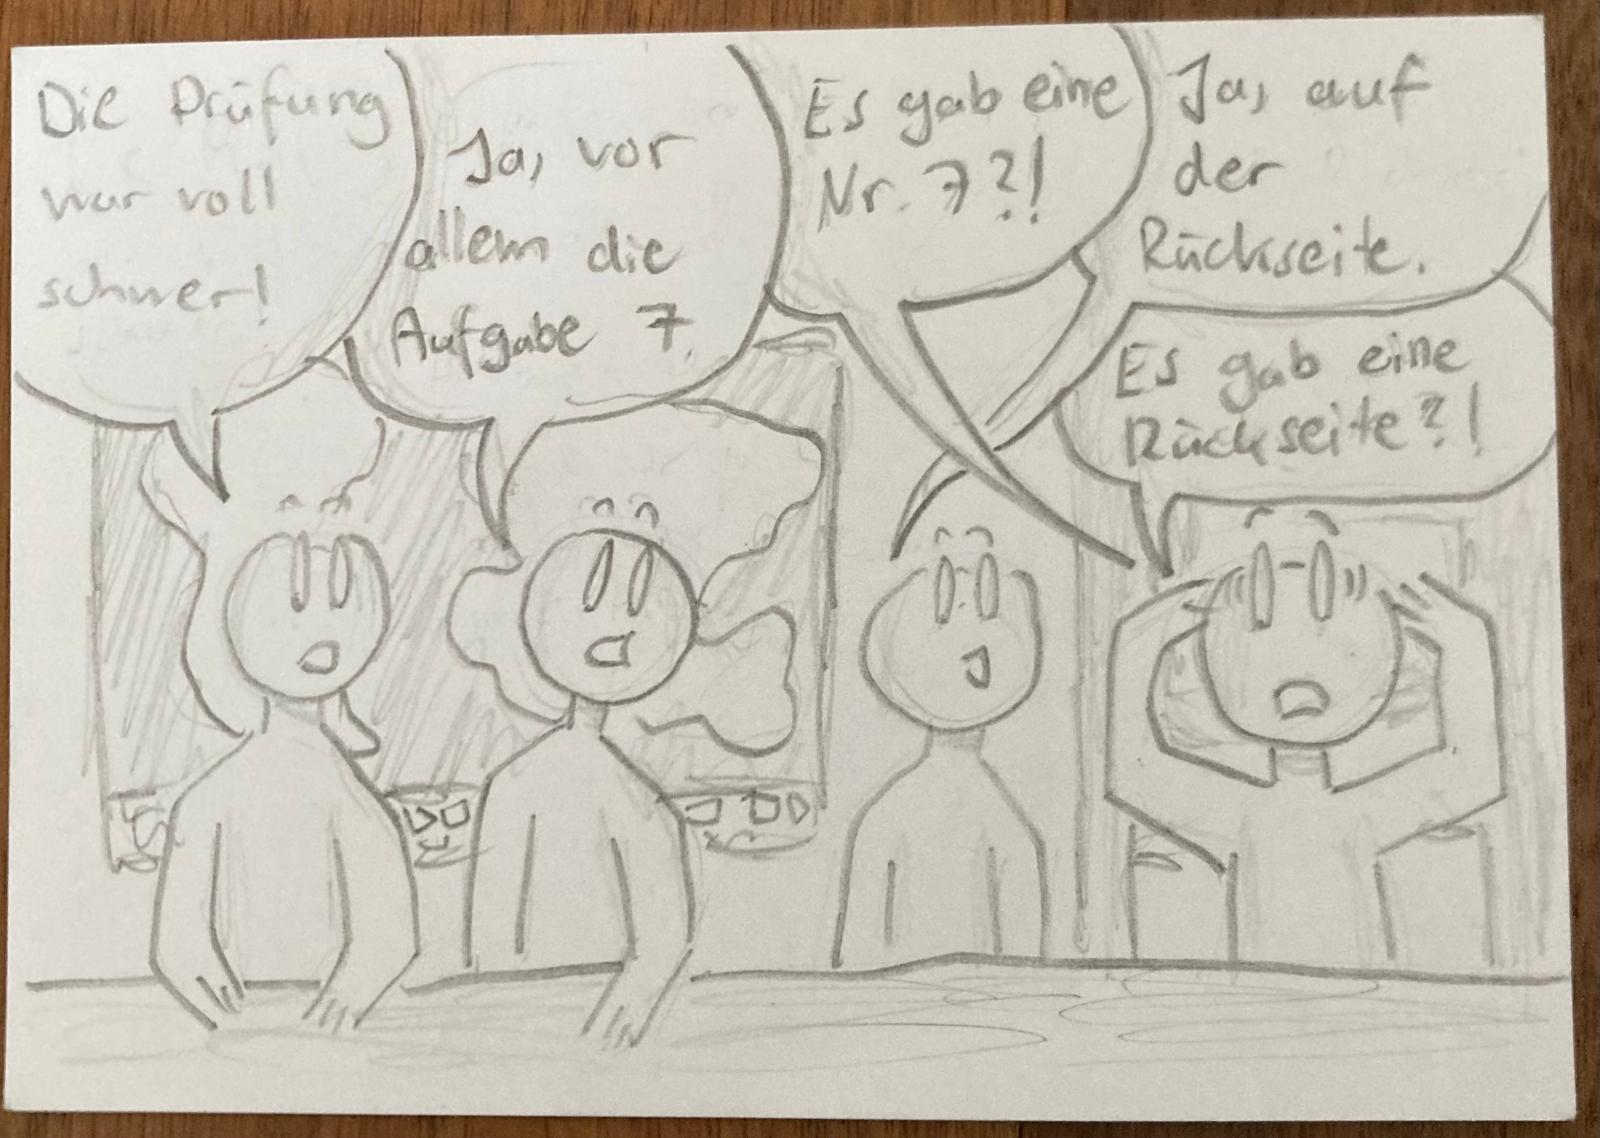 Die Prüfung
war voll
schwer!
Ja, vor
allem die
Aufgabe 7.
Es gab eine
Nr. 7?!
Ja, auf
der
Rückseite.
Es gab eine
Rückseite?!